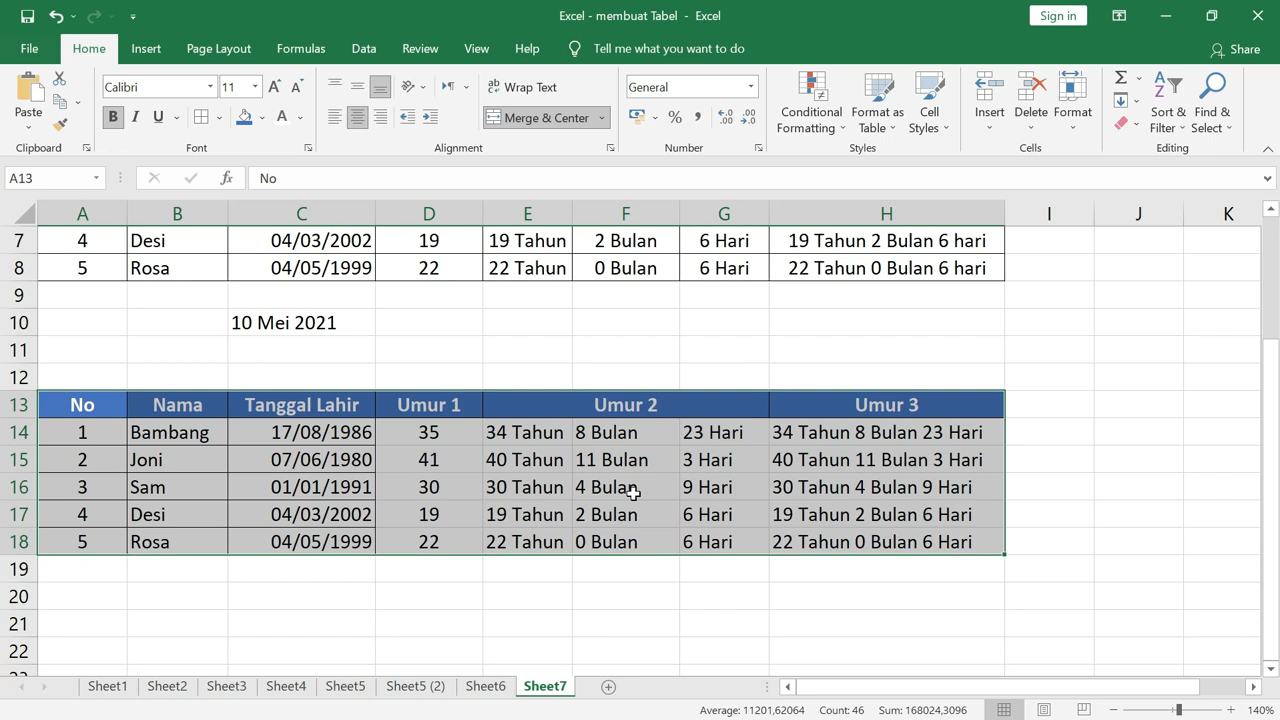 Excel - membuat Tabel - Excel
Sign in
File Home Insert Page Layout Formulas Data Review View Help Tell me what you want to do Share
Paste
Clipboard
Calibri 11
B I U
Font
Wrap Text
Merge & Center
Alignment
General
Number
Conditional Formatting
Format as Table
Cell Styles
Styles
Insert Delete Format
Cells
Sort & Filter
Find & Select
Editing
A13 fx No
A B C D E F G H I J K
7 4 Desi 04/03/2002 19 19 Tahun 2 Bulan 6 Hari 19 Tahun 2 Bulan 6 hari
8 5 Rosa 04/05/1999 22 22 Tahun 0 Bulan 6 Hari 22 Tahun 0 Bulan 6 hari
9
10 10 Mei 2021
11
12
13 No Nama Tanggal Lahir Umur 1 Umur 2 Umur 3
14 1 Bambang 17/08/1986 35 34 Tahun 8 Bulan 23 Hari 34 Tahun 8 Bulan 23 Hari
15 2 Joni 07/06/1980 41 40 Tahun 11 Bulan 3 Hari 40 Tahun 11 Bulan 3 Hari
16 3 Sam 01/01/1991 30 30 Tahun 4 Bulan 9 Hari 30 Tahun 4 Bulan 9 Hari
17 4 Desi 04/03/2002 19 19 Tahun 2 Bulan 6 Hari 19 Tahun 2 Bulan 6 Hari
18 5 Rosa 04/05/1999 22 22 Tahun 0 Bulan 6 Hari 22 Tahun 0 Bulan 6 Hari
19
20
21
22
Sheet1 Sheet2 Sheet3 Sheet4 Sheet5 Sheet5 (2) Sheet6 Sheet7
Average: 11201,62064 Count: 46 Sum: 168024,3096 140%